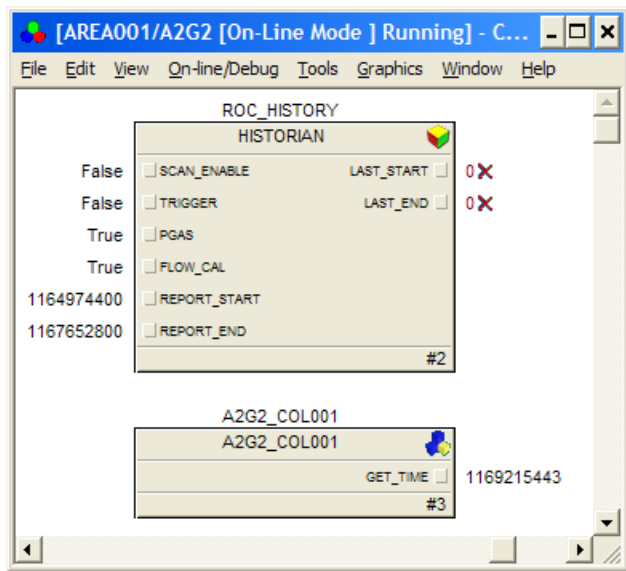 [AREA001/A2G2 [On-Line Mode ] Running] - C...
File Edit View On-line/Debug Tools Graphics Window Help
ROC_HISTORY
HISTORIAN
False SCAN_ENABLE LAST_START 0
False TRIGGER LAST_END 0
True PGAS
True FLOW_CAL
1164974400 REPORT_START
1167652800 REPORT_END
#2
A2G2_COL001
A2G2_COL001
GET_TIME 1169215443
#3